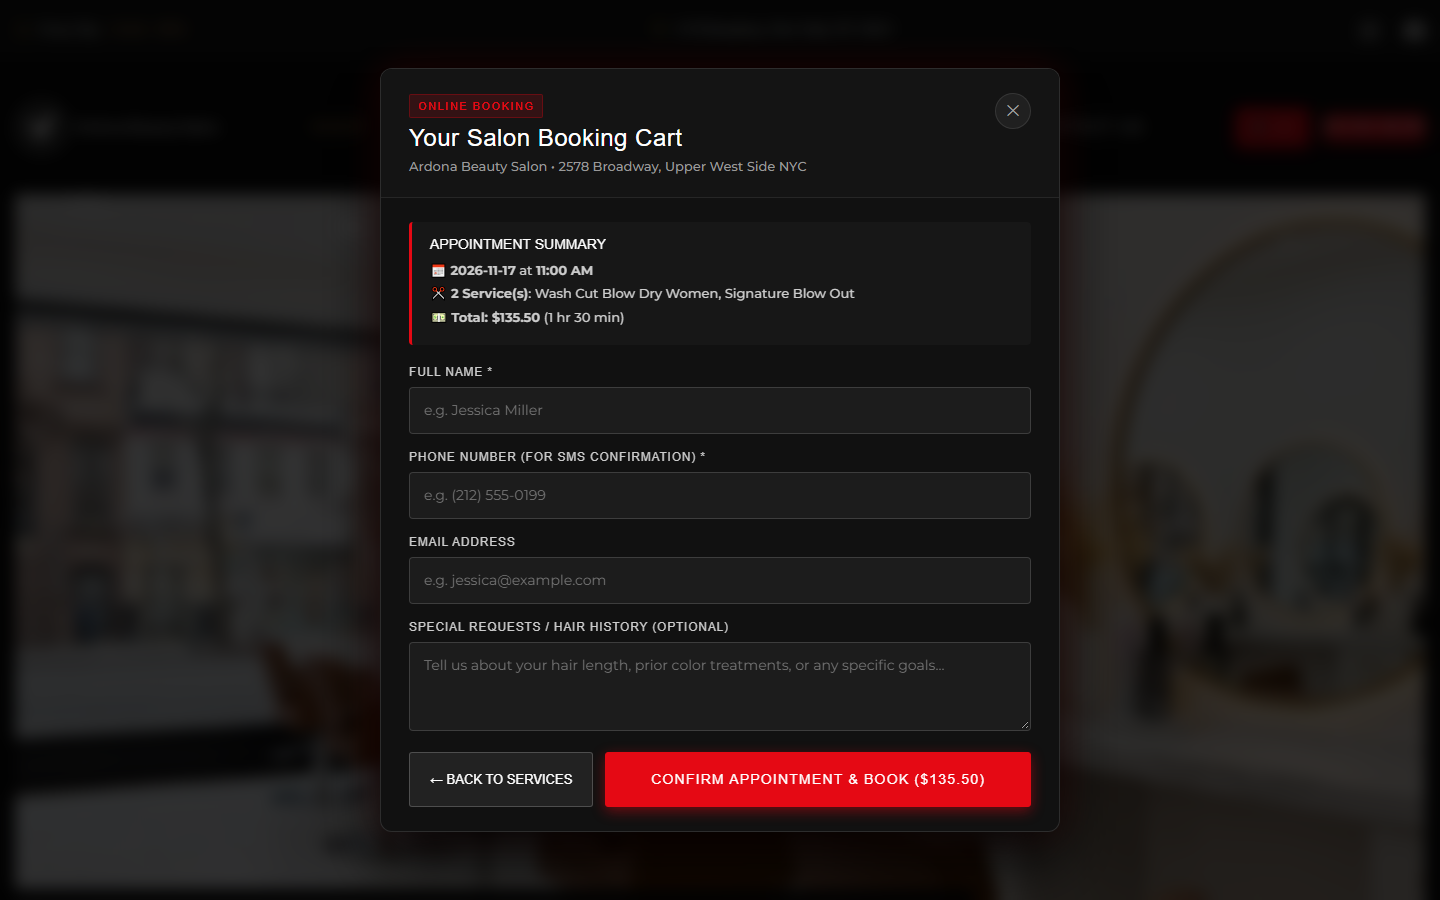 ONLINE BOOKING
Your Salon Booking Cart
Ardona Beauty Salon • 2578 Broadway, Upper West Side NYC
APPOINTMENT SUMMARY
2026-11-17 at 11:00 AM
2 Service(s): Wash Cut Blow Dry Women, Signature Blow Out
Total: $135.50 (1 hr 30 min)
FULL NAME *
e.g. Jessica Miller
PHONE NUMBER (FOR SMS CONFIRMATION) *
e.g. (212) 555-0199
EMAIL ADDRESS
e.g. jessica@example.com
SPECIAL REQUESTS / HAIR HISTORY (OPTIONAL)
Tell us about your hair length, prior color treatments, or any specific goals...
← BACK TO SERVICES
CONFIRM APPOINTMENT & BOOK ($135.50)